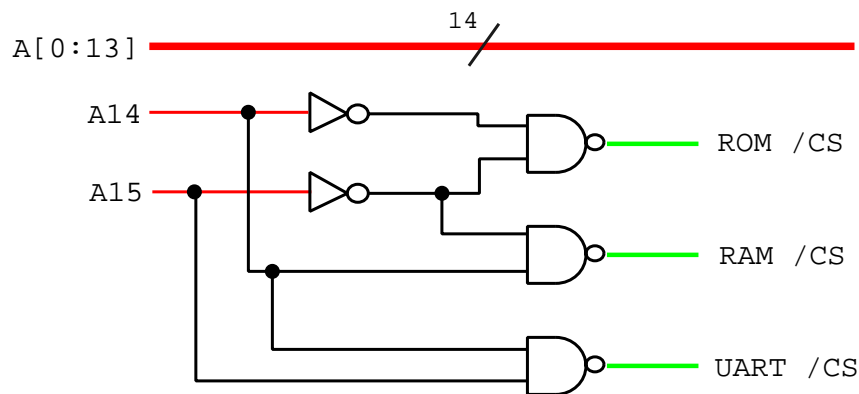 14
A[0:13]
A14
ROM /CS
A15
RAM /CS
UART /CS